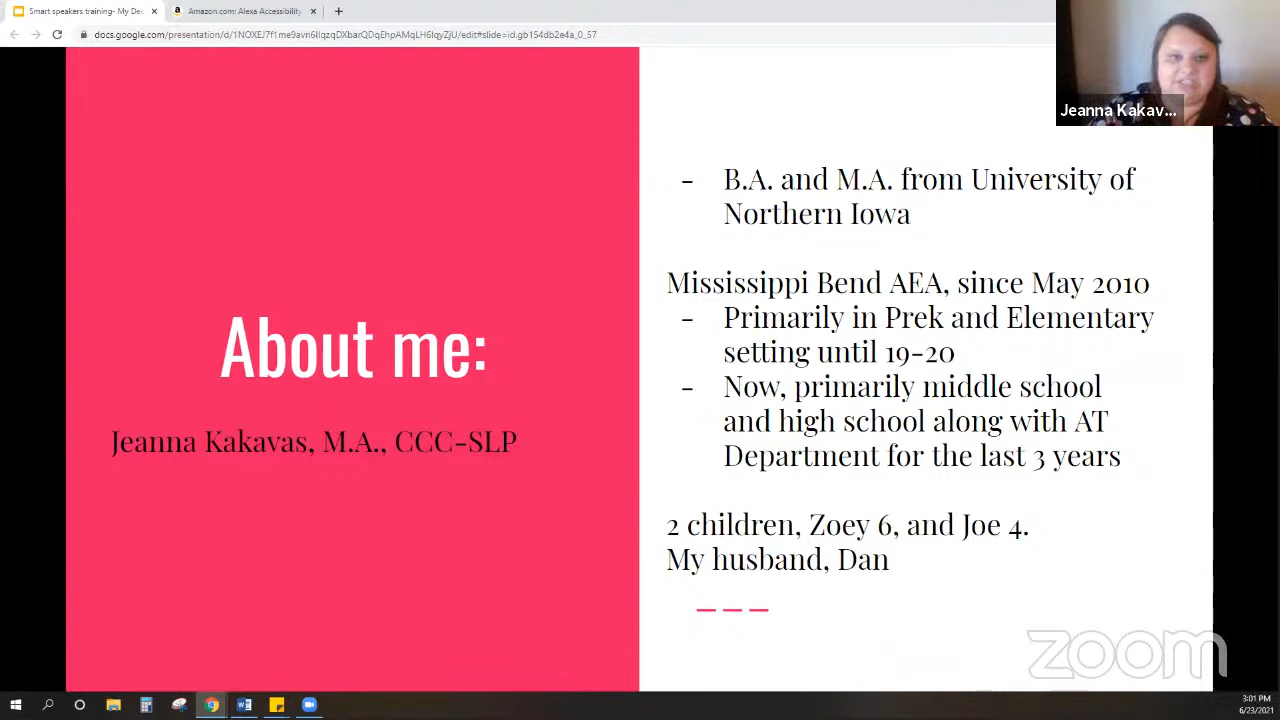 Smart speakers training- My Dec
Amazon.com: Alexa Accessibility
Jeanna Kakav...
About me:
Jeanna Kakavas, M.A., CCC-SLP
- B.A. and M.A. from University of
Northern Iowa
Mississippi Bend AEA, since May 2010
- Primarily in Prek and Elementary
setting until 19-20
- Now, primarily middle school
and high school along with AT
Department for the last 3 years
2 children, Zoey 6, and Joe 4.
My husband, Dan
zoom
3:01 PM
6/23/2021